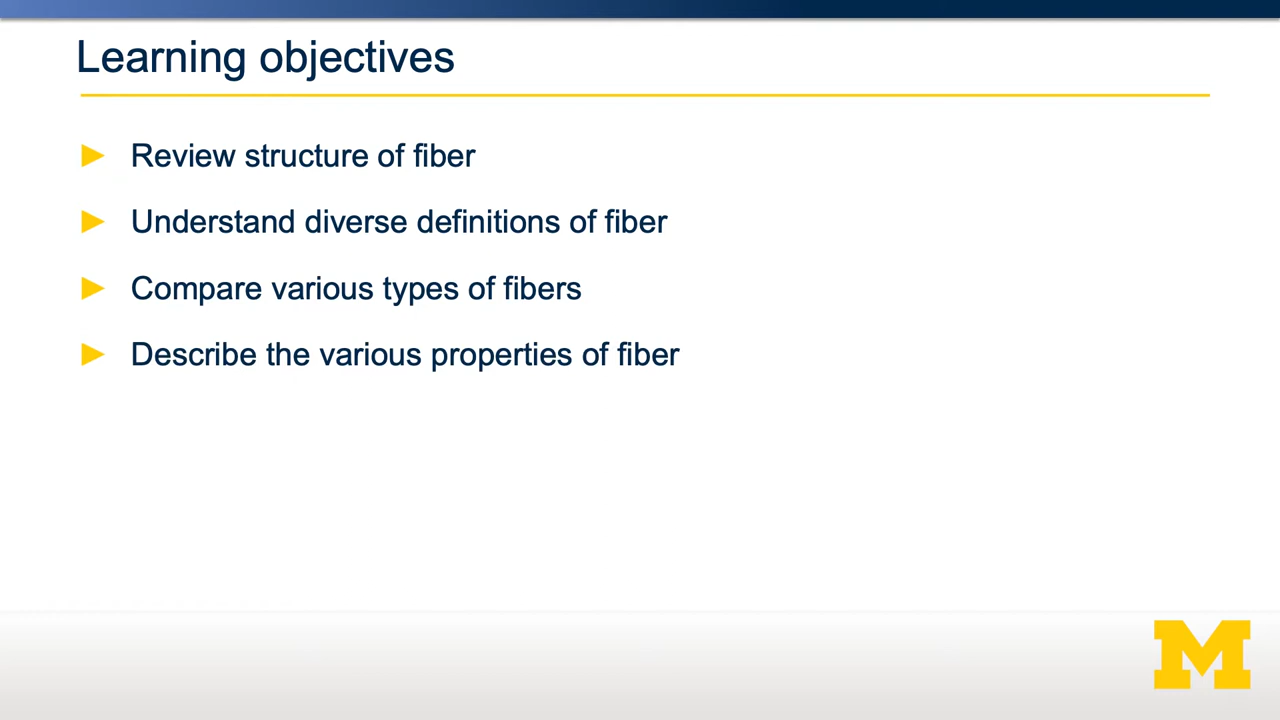 Learning objectives
Review structure of fiber
Understand diverse definitions of fiber
Compare various types of fibers
Describe the various properties of fiber
M